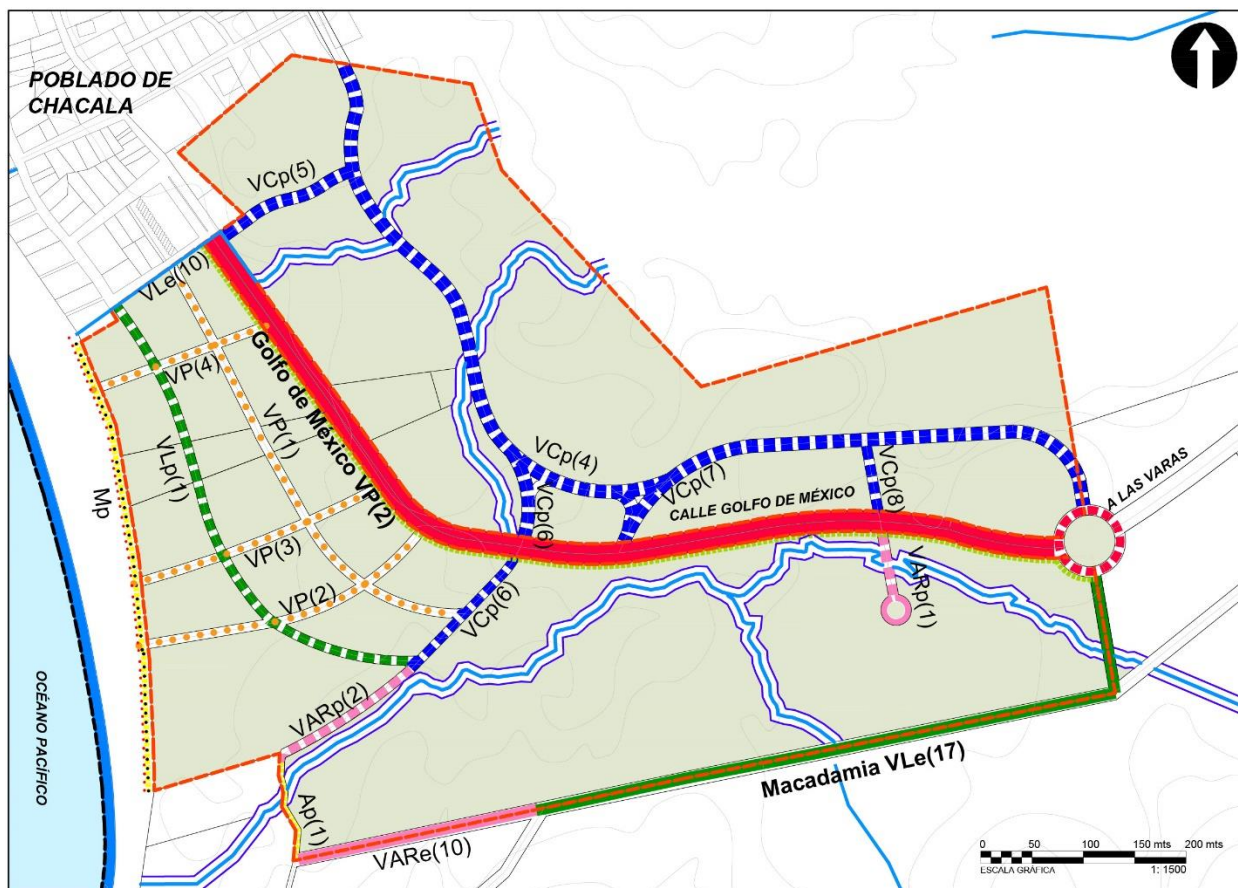 POBLADO DE
CHACALA
VCp(5)
VLe(10)
Golfo de México VP(2)
VP(4)
VP(1)
VLp(1)
Mp
VCp(4)
VCp(7)
VCp(6)
VCp(8)
CALLE GOLFO DE MÉXICO
A LAS VARAS
VP(3)
VP(2)
VCp(6)
VARp(1)
VARp(2)
OCÉANO PACÍFICO
Ap(1)
VARe(10)
Macadamia VLe(17)
0 50 100 150 mts 200 mts
ESCALA GRÁFICA 1: 1500